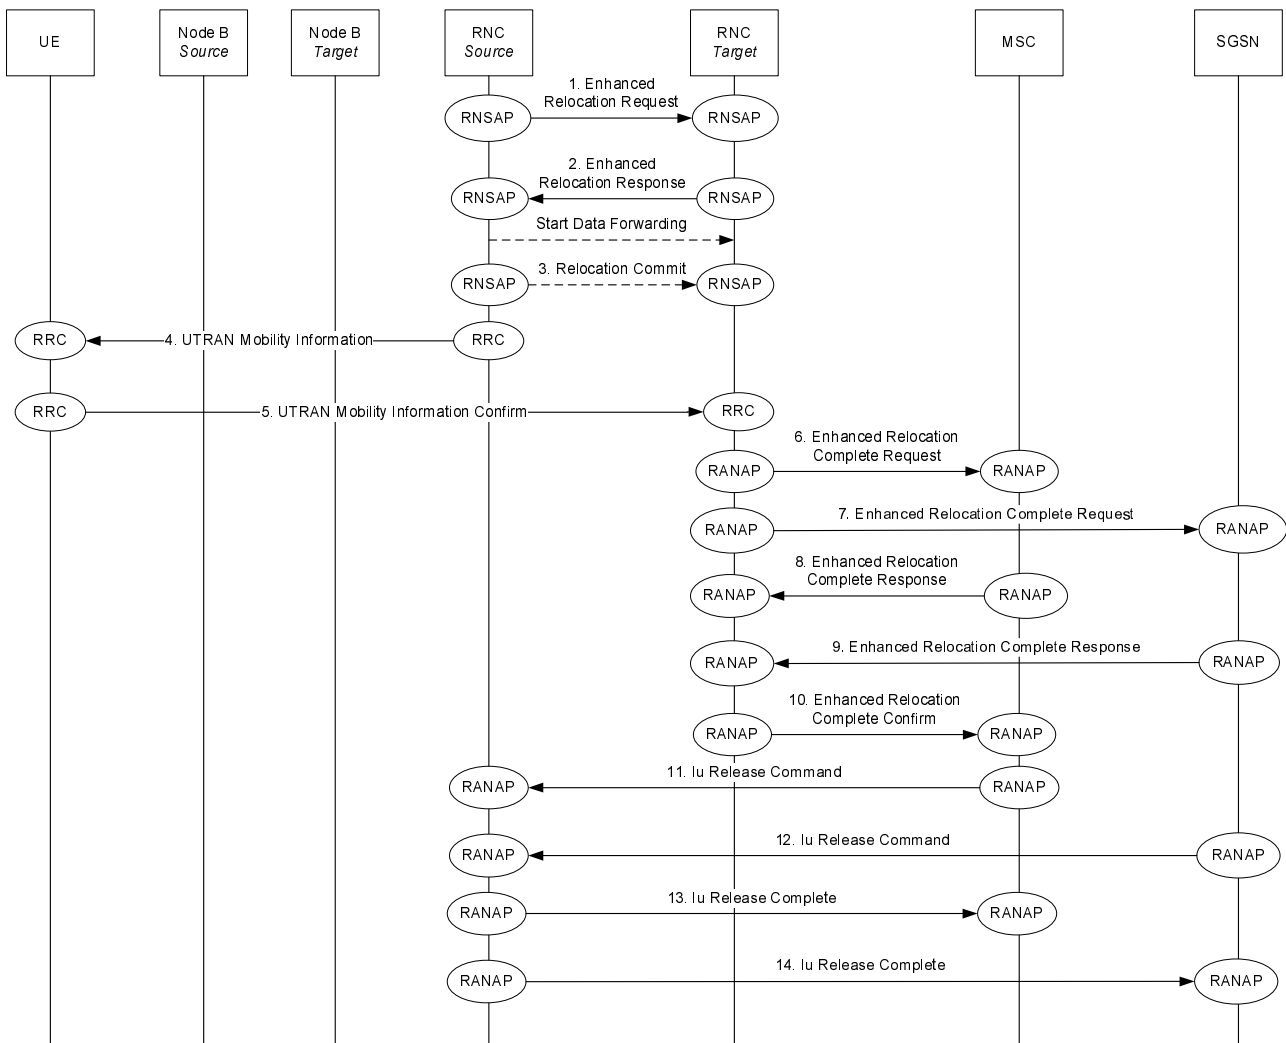 UE
Node B
Source
Node B
Target
RNC
Source
RNC
Target
MSC
SGSN
1. Enhanced
Relocation Request
RNSAP
RNSAP
2. Enhanced
Relocation Response
RNSAP
RNSAP
Start Data Forwarding
3. Relocation Commit
RNSAP
RNSAP
RRC
4. UTRAN Mobility Information
RRC
RRC
5. UTRAN Mobility Information Confirm
RRC
6. Enhanced Relocation
Complete Request
RANAP
RANAP
7. Enhanced Relocation Complete Request
RANAP
RANAP
8. Enhanced Relocation
Complete Response
RANAP
RANAP
9. Enhanced Relocation Complete Response
RANAP
RANAP
10. Enhanced Relocation
Complete Confirm
RANAP
RANAP
11. Iu Release Command
RANAP
RANAP
12. Iu Release Command
RANAP
RANAP
13. Iu Release Complete
RANAP
RANAP
14. Iu Release Complete
RANAP
RANAP